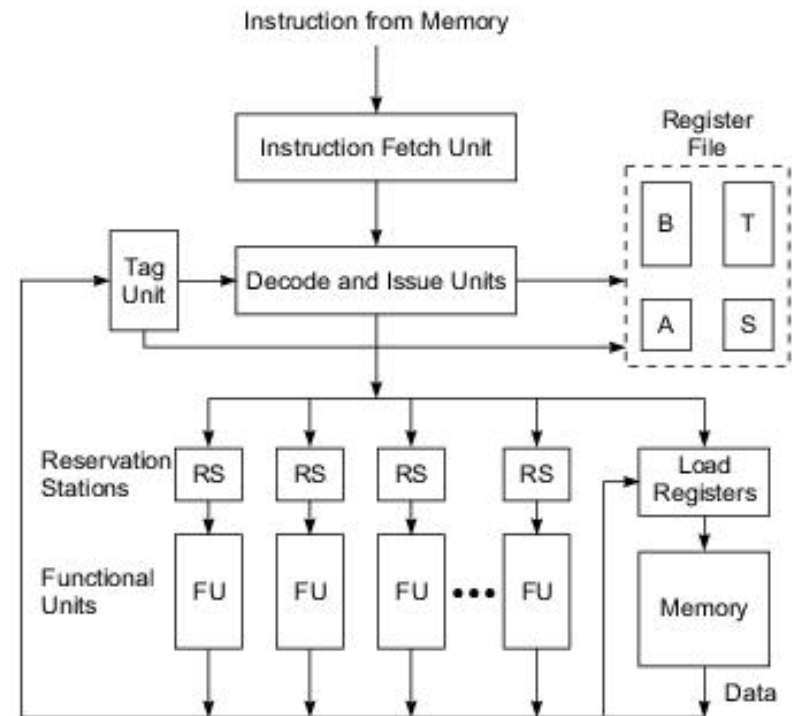 Instruction from Memory
Instruction Fetch Unit
Register
File
B
T
Tag
Unit
Decode and Issue Units
A
S
Reservation
Stations
RS
RS
RS
RS
Load
Registers
Functional
Units
FU
FU
FU
FU
Memory
Data